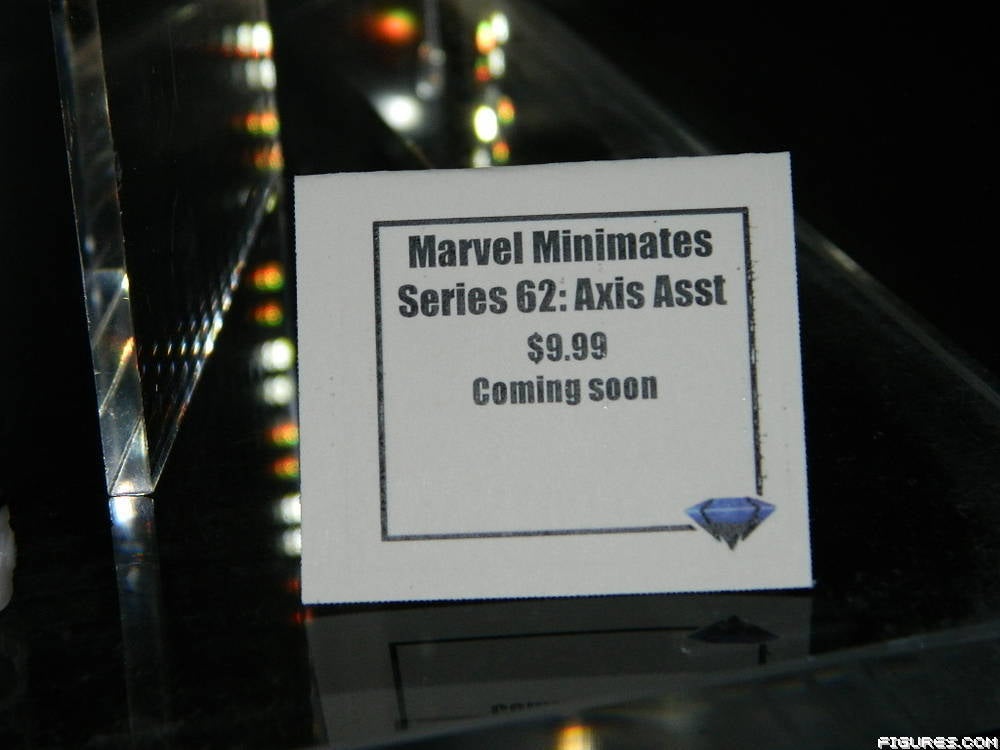 Marvel Minimates
Series 62: Axis Asst
$9.99
Coming soon
FIGURES.COM